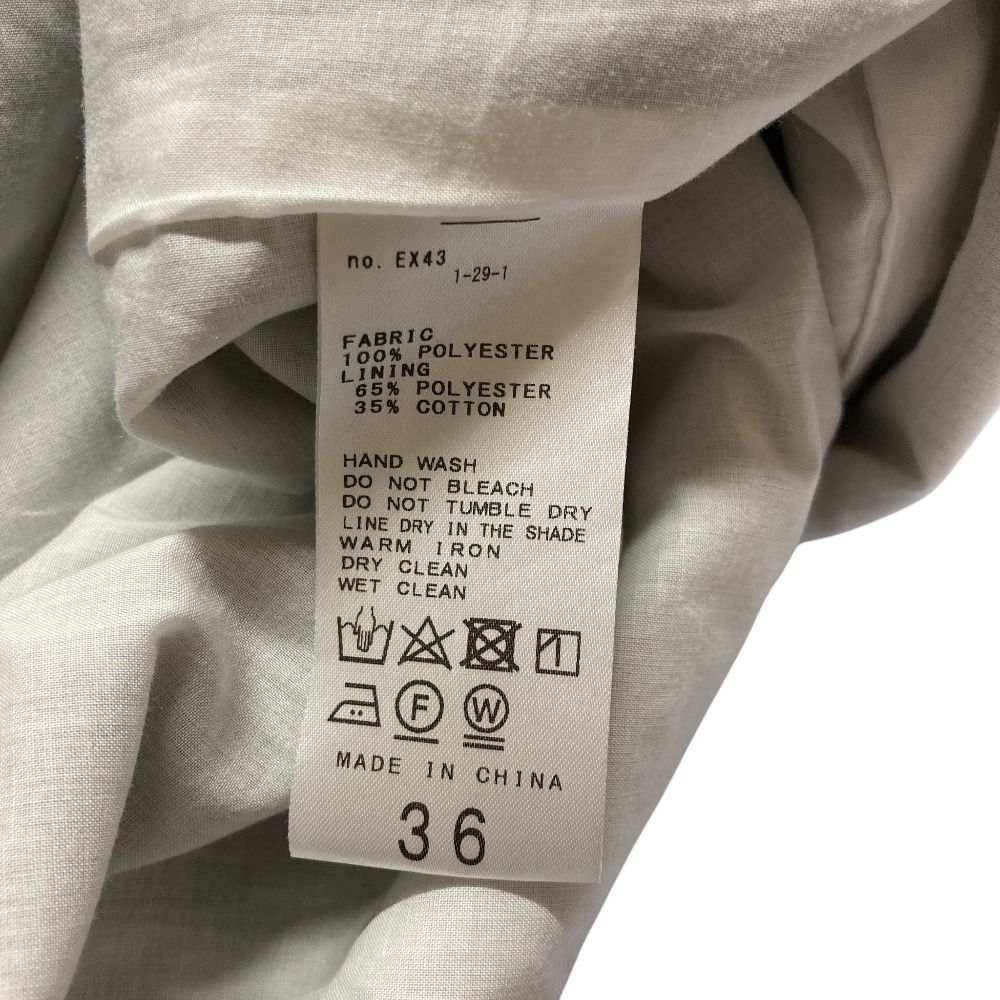 no. EX43
1-29-1
FABRIC
100% POLYESTER
LINING
65% POLYESTER
35% COTTON
HAND WASH
DO NOT BLEACH
DO NOT TUMBLE DRY
LINE DRY IN THE SHADE
WARM IRON
DRY CLEAN
WET CLEAN
F W
MADE IN CHINA
36